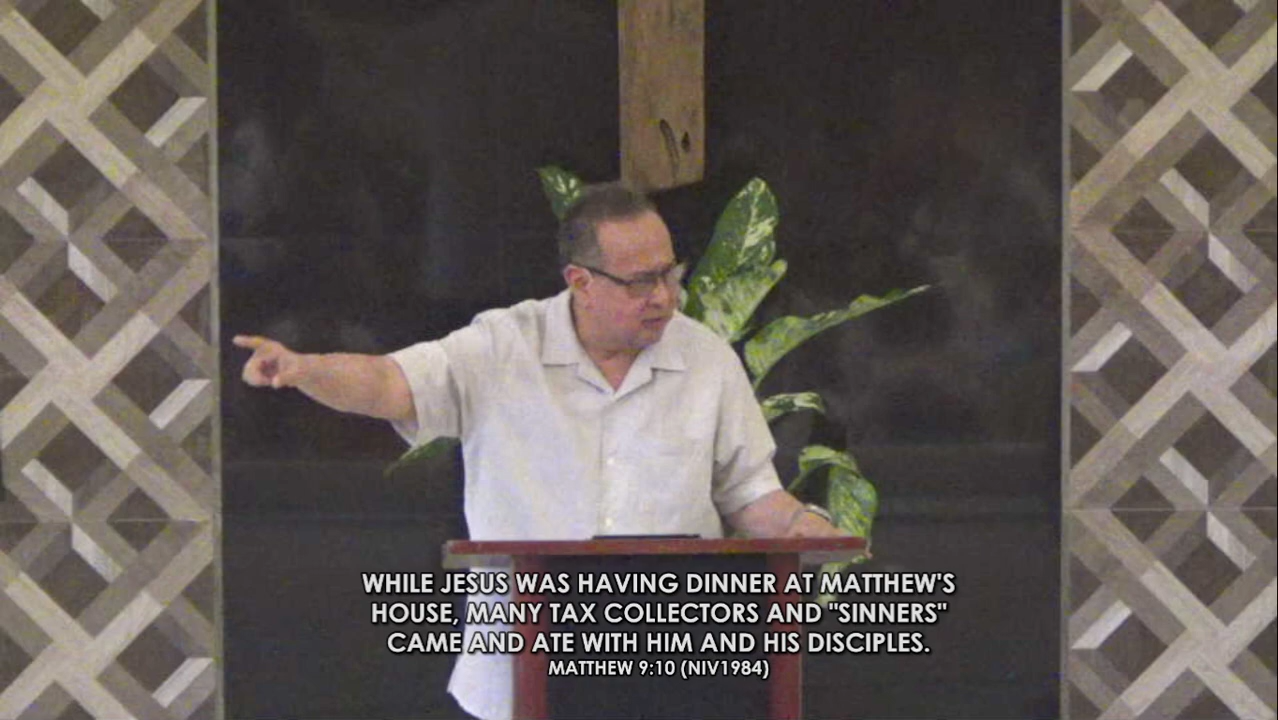 WHILE JESUS WAS HAVING DINNER AT MATTHEW'S
HOUSE, MANY TAX COLLECTORS AND "SINNERS"
CAME AND ATE WITH HIM AND HIS DISCIPLES.
MATTHEW 9:10 (NIV1984)